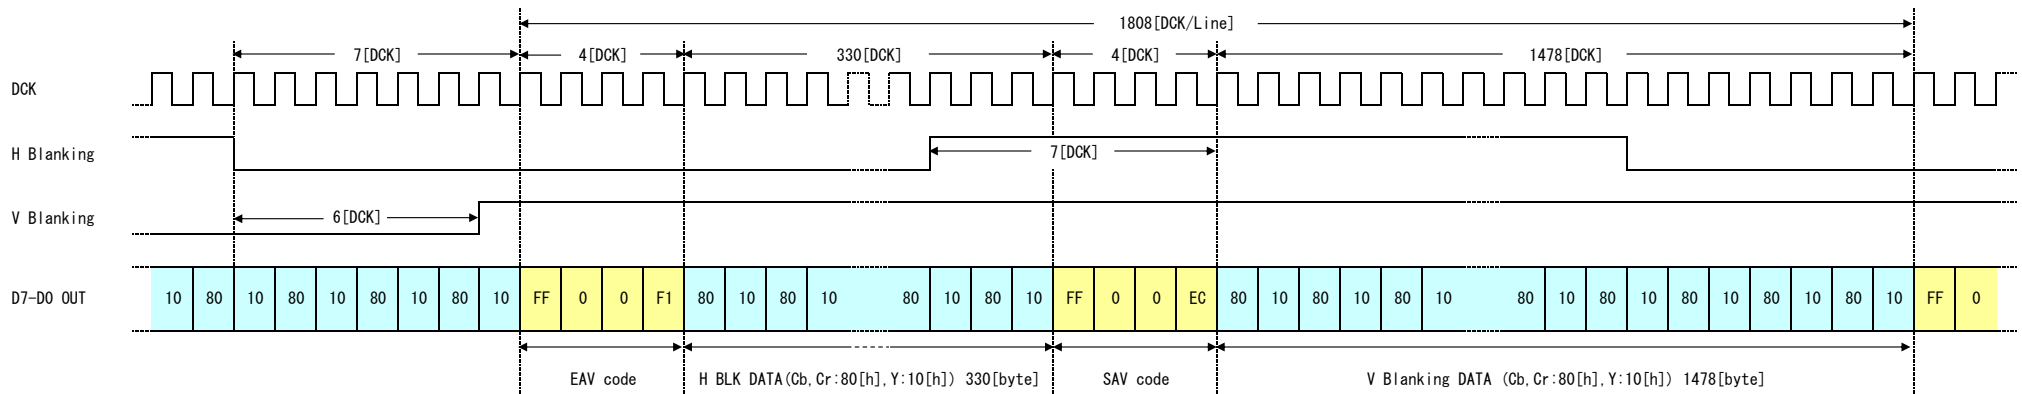 1808[DCK/Line]
7[DCK] 4[DCK] 330[DCK] 4[DCK] 1478[DCK]
DCK
H Blanking 7[DCK]
V Blanking 6[DCK]
D7-D0 OUT 10 80 10 80 10 80 10 80 10 FF 0 0 F1 80 10 80 10 80 10 80 10 FF 0 0 EC 80 10 80 10 80 10 80 10 80 10 80 10 80 10 80 10 FF 0
EAV code H BLK DATA(Cb,Cr:80[h],Y:10[h]) 330[byte] SAV code V Blanking DATA (Cb,Cr:80[h],Y:10[h]) 1478[byte]